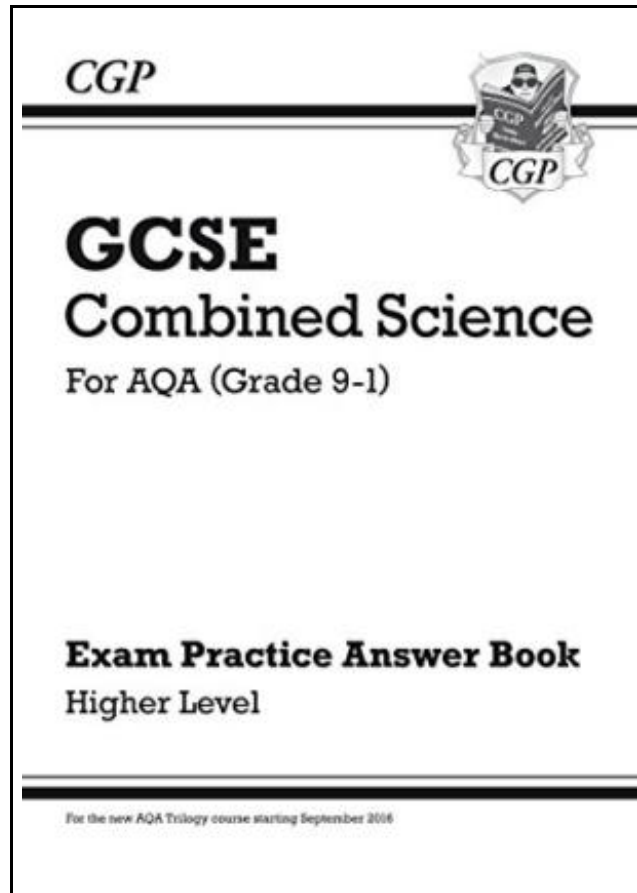 CGP
CGP
CGP
GCSE
Combined Science
For AQA (Grade 9-1)
Exam Practice Answer Book
Higher Level
For the new AQA Trilogy course starting September 2016